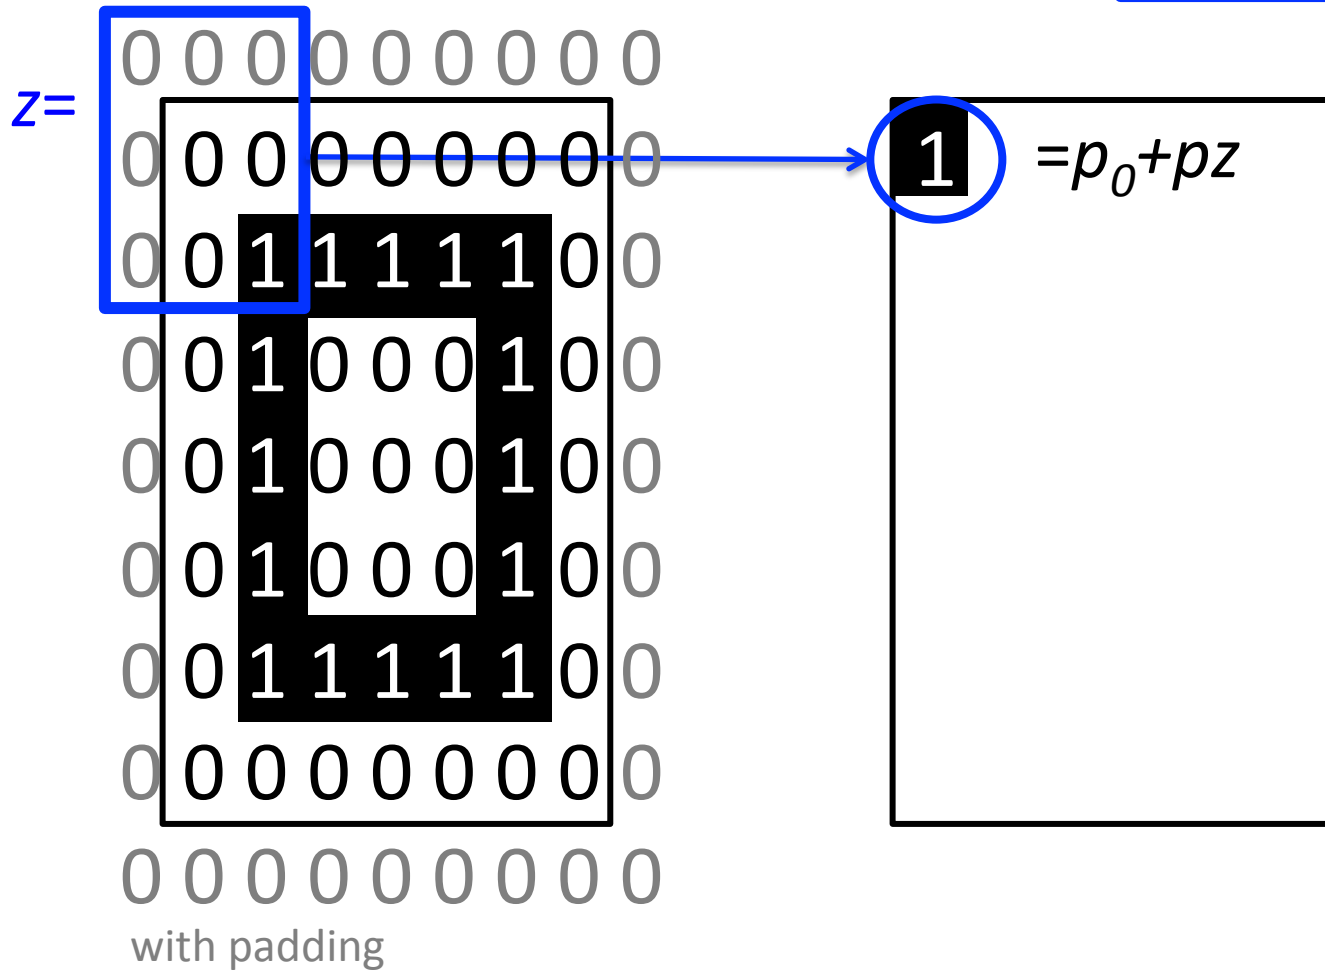 0 0 0 0 0 0 0 0 0
z=
0 0 0 0 0 0 0 0 0 1 =p0+pz
0 0 1 1 1 1 1 0 0
0 0 1 0 0 0 1 0 0
0 0 1 0 0 0 1 0 0
0 0 1 0 0 0 1 0 0
0 0 1 1 1 1 1 0 0
0 0 0 0 0 0 0 0 0
0 0 0 0 0 0 0 0 0
with padding